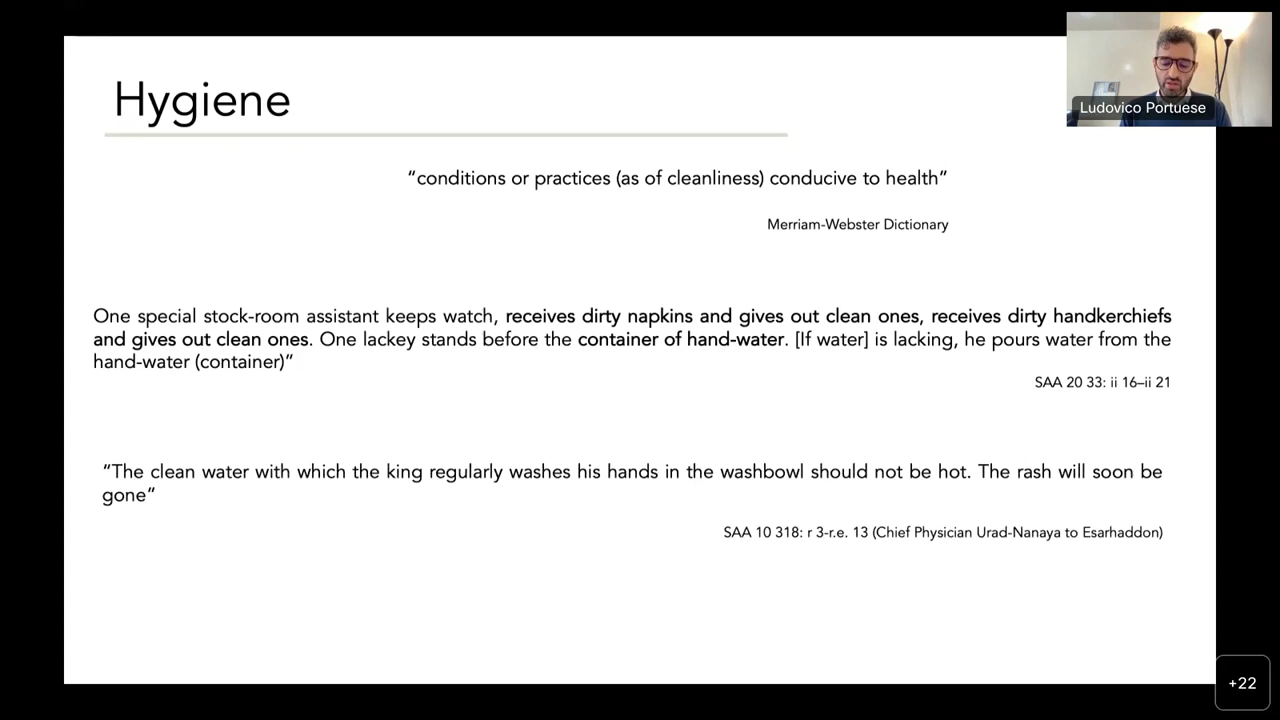 Hygiene
Ludovico Portuese
“conditions or practices (as of cleanliness) conducive to health”
Merriam-Webster Dictionary
One special stock-room assistant keeps watch, receives dirty napkins and gives out clean ones, receives dirty handkerchiefs
and gives out clean ones. One lackey stands before the container of hand-water. [If water] is lacking, he pours water from the
hand-water (container)”
SAA 20 33: ii 16–ii 21
“The clean water with which the king regularly washes his hands in the washbowl should not be hot. The rash will soon be
gone”
SAA 10 318: r 3-r.e. 13 (Chief Physician Urad-Nanaya to Esarhaddon)
+22